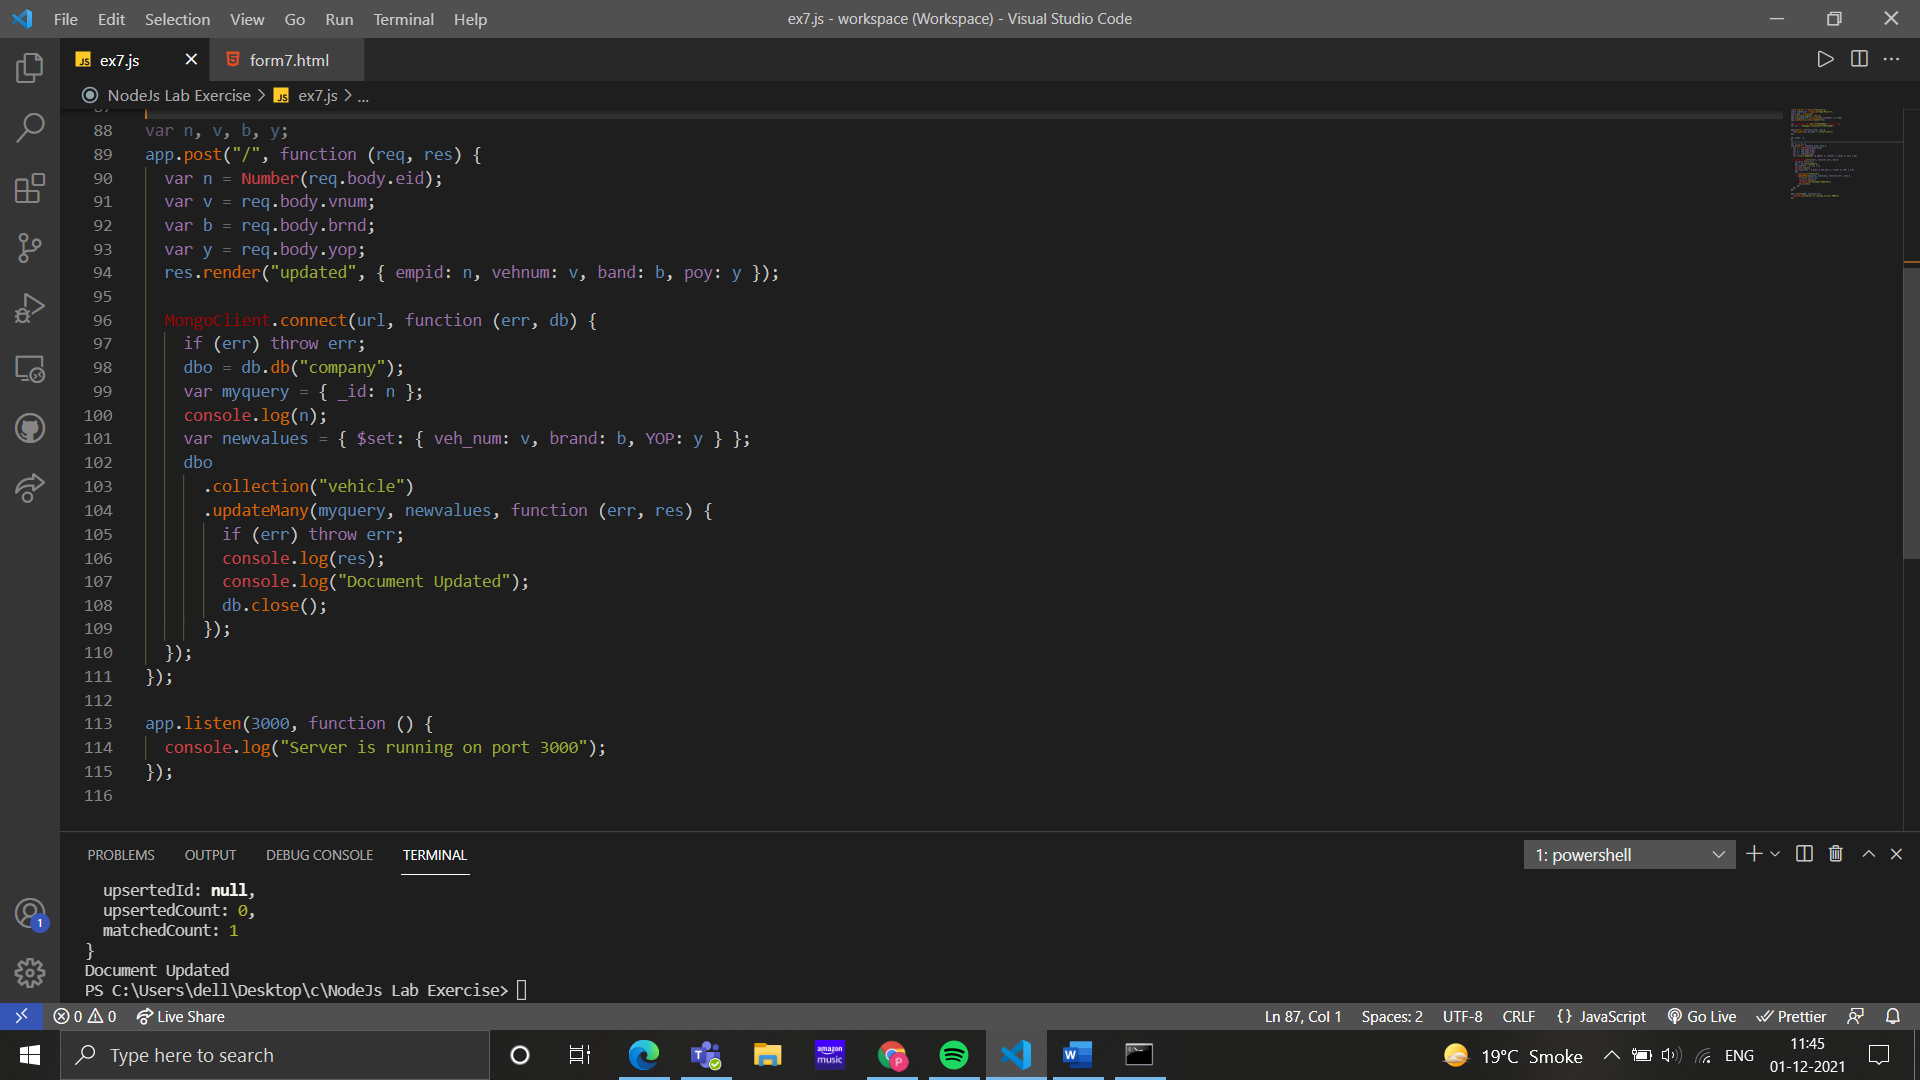 File Edit Selection View Go Run Terminal Help ex7.js - workspace (Workspace) - Visual Studio Code
JS ex7.js form7.html
NodeJs Lab Exercise > JS ex7.js > ...
87
88 var n, v, b, y;
89 app.post("/", function (req, res) {
90 var n = Number(req.body.eid);
91 var v = req.body.vnum;
92 var b = req.body.brnd;
93 var y = req.body.yop;
94 res.render("updated", { empid: n, vehnum: v, band: b, poy: y });
95
96 MongoClient.connect(url, function (err, db) {
97 if (err) throw err;
98 dbo = db.db("company");
99 var myquery = { _id: n };
100 console.log(n);
101 var newvalues = { $set: { veh_num: v, brand: b, YOP: y } };
102 dbo
103 .collection("vehicle")
104 .updateMany(myquery, newvalues, function (err, res) {
105 if (err) throw err;
106 console.log(res);
107 console.log("Document Updated");
108 db.close();
109 });
110 });
111 });
112
113 app.listen(3000, function () {
114 console.log("Server is running on port 3000");
115 });
116
PROBLEMS OUTPUT DEBUG CONSOLE TERMINAL 1: powershell
upsertedId: null,
upsertedCount: 0,
matchedCount: 1
}
Document Updated
PS C:\Users\dell\Desktop\c\NodeJs Lab Exercise>
1
0 0 Live Share Ln 87, Col 1 Spaces: 2 UTF-8 CRLF {} JavaScript Go Live Prettier
Type here to search amazon music 19°C Smoke ENG 11:45
01-12-2021